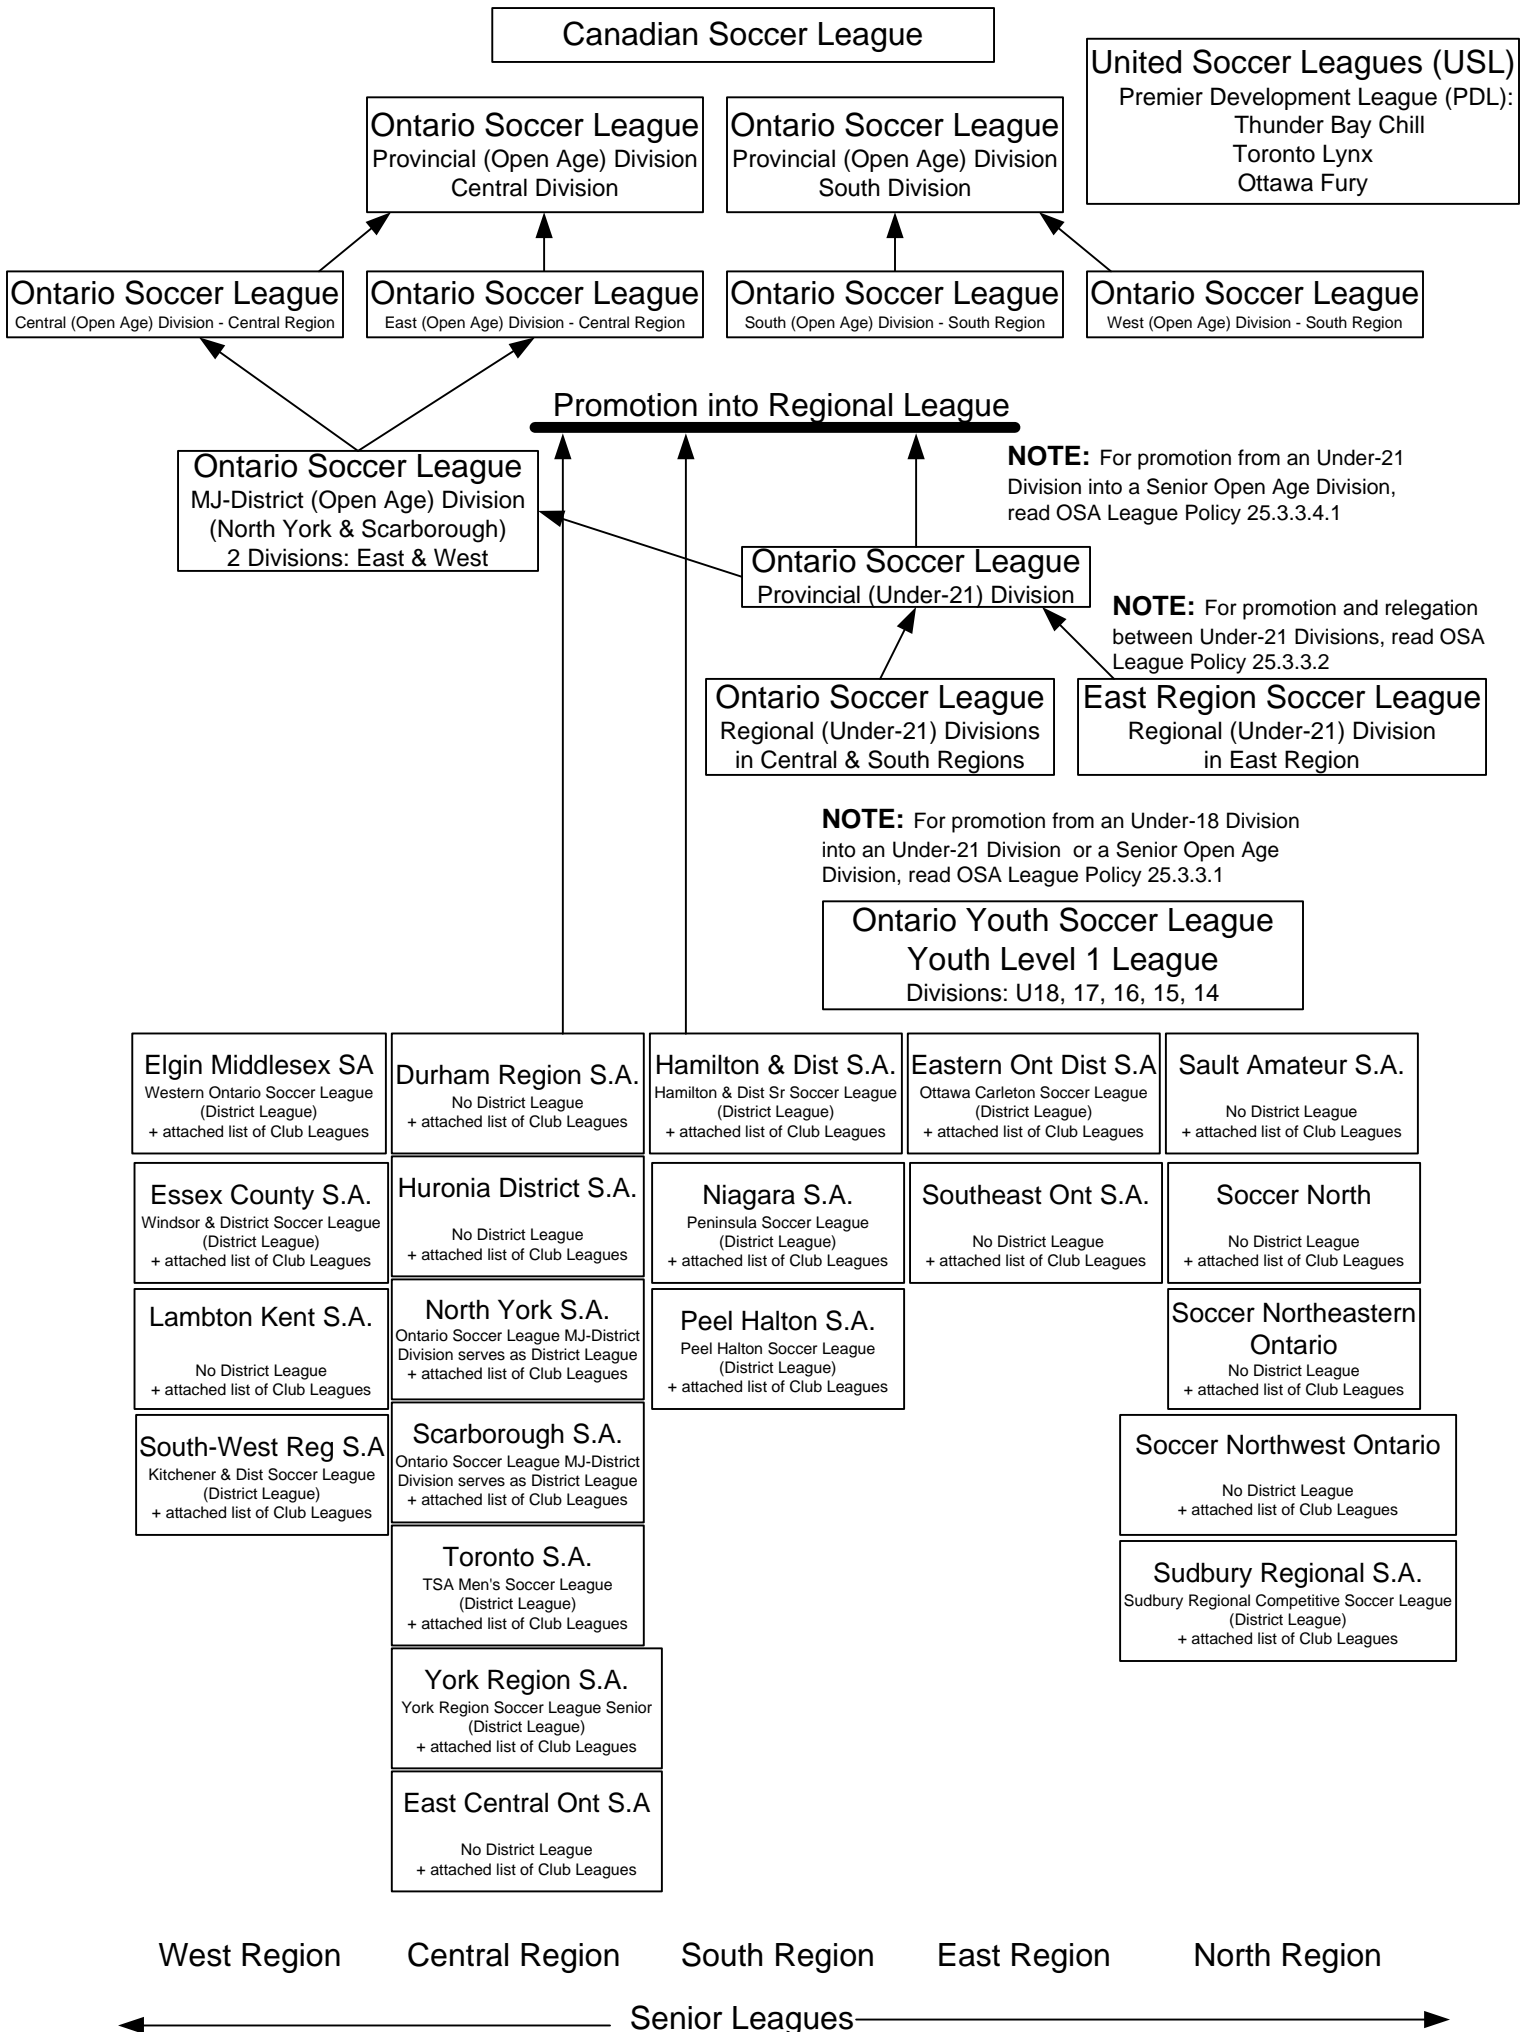 Canadian Soccer League
United Soccer Leagues (USL)
Premier Development League (PDL):
Thunder Bay Chill
Toronto Lynx
Ottawa Fury
Ontario Soccer League
Provincial (Open Age) Division
Central Division
Ontario Soccer League
Provincial (Open Age) Division
South Division
Ontario Soccer League
Central (Open Age) Division - Central Region
Ontario Soccer League
East (Open Age) Division - Central Region
Ontario Soccer League
South (Open Age) Division - South Region
Ontario Soccer League
West (Open Age) Division - South Region
Promotion into Regional League
Ontario Soccer League
MJ-District (Open Age) Division
(North York & Scarborough)
2 Divisions: East & West
NOTE: For promotion from an Under-21
Division into a Senior Open Age Division,
read OSA League Policy 25.3.3.4.1
Ontario Soccer League
Provincial (Under-21) Division
NOTE: For promotion and relegation
between Under-21 Divisions, read OSA
League Policy 25.3.3.2
Ontario Soccer League
Regional (Under-21) Divisions
in Central & South Regions
East Region Soccer League
Regional (Under-21) Division
in East Region
NOTE: For promotion from an Under-18 Division
into an Under-21 Division or a Senior Open Age
Division, read OSA League Policy 25.3.3.1
Ontario Youth Soccer League
Youth Level 1 League
Divisions: U18, 17, 16, 15, 14
Elgin Middlesex SA
Western Ontario Soccer League
(District League)
+ attached list of Club Leagues
Essex County S.A.
Windsor & District Soccer League
(District League)
+ attached list of Club Leagues
Lambton Kent S.A.
No District League
+ attached list of Club Leagues
South-West Reg S.A
Kitchener & Dist Soccer League
(District League)
+ attached list of Club Leagues
Durham Region S.A.
No District League
+ attached list of Club Leagues
Huronia District S.A.
No District League
+ attached list of Club Leagues
North York S.A.
Ontario Soccer League MJ-District
Division serves as District League
+ attached list of Club Leagues
Scarborough S.A.
Ontario Soccer League MJ-District
Division serves as District League
+ attached list of Club Leagues
Toronto S.A.
TSA Men's Soccer League
(District League)
+ attached list of Club Leagues
York Region S.A.
York Region Soccer League Senior
(District League)
+ attached list of Club Leagues
East Central Ont S.A
No District League
+ attached list of Club Leagues
Hamilton & Dist S.A.
Hamilton & Dist Sr Soccer League
(District League)
+ attached list of Club Leagues
Niagara S.A.
Peninsula Soccer League
(District League)
+ attached list of Club Leagues
Peel Halton S.A.
Peel Halton Soccer League
(District League)
+ attached list of Club Leagues
Eastern Ont Dist S.A
Ottawa Carleton Soccer League
(District League)
+ attached list of Club Leagues
Southeast Ont S.A.
No District League
+ attached list of Club Leagues
Sault Amateur S.A.
No District League
+ attached list of Club Leagues
Soccer North
No District League
+ attached list of Club Leagues
Soccer Northeastern
Ontario
No District League
+ attached list of Club Leagues
Soccer Northwest Ontario
No District League
+ attached list of Club Leagues
Sudbury Regional S.A.
Sudbury Regional Competitive Soccer League
(District League)
+ attached list of Club Leagues
West Region
Central Region
South Region
East Region
North Region
Senior Leagues